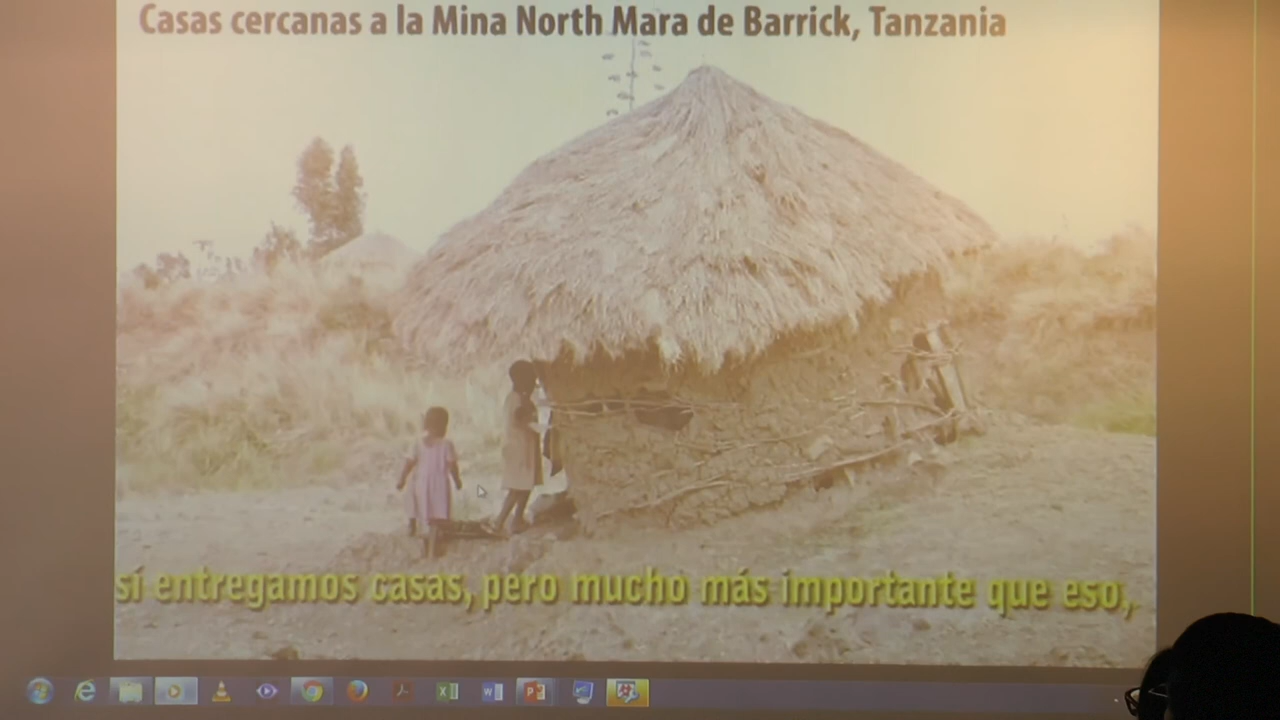 Casas cercanas a la Mina North Mara de Barrick, Tanzania
sí entregamos casas, pero mucho más importante que eso,